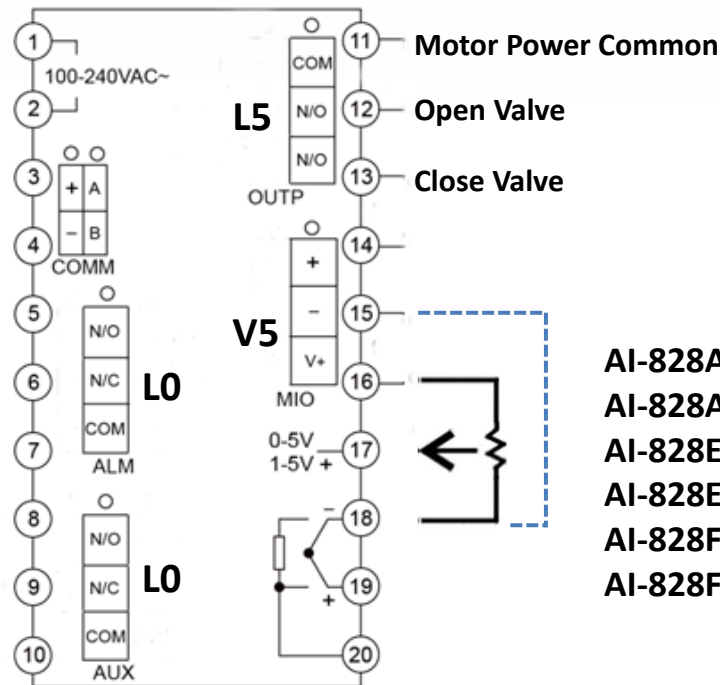 1
100-240VAC~
2
3
+ A
4
- B
COMM
5
N/O
6
N/C
L0
COM
7
ALM
8
N/O
9
N/C
L0
COM
10
AUX
11
Motor Power Common
COM
L5
N/O
12
Open Valve
N/O
13
Close Valve
OUTP
14
+
V5
-
15
V+
16
MIO
0-5V
1-5V +
17
-
18
+
19
20
AI-828A
AI-828A
AI-828E
AI-828E
AI-828F
AI-828F